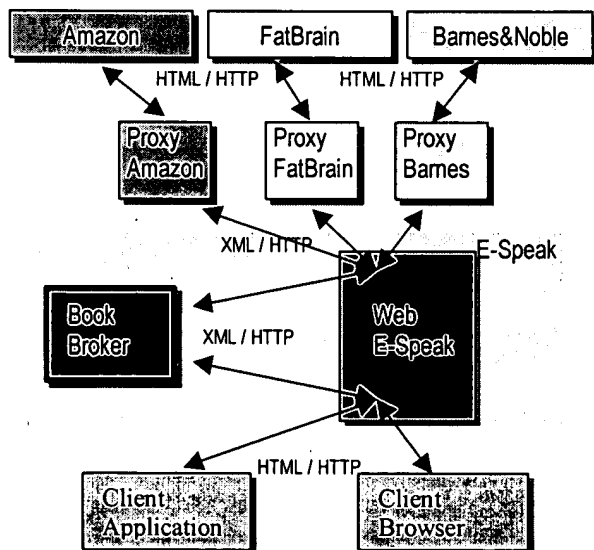 Amazon
FatBrain
Barnes&Noble
HTML / HTTP
HTML / HTTP
Proxy
Amazon
Proxy
FatBrain
Proxy
Barnes
XML / HTTP
E-Speak
Book
Broker
XML / HTTP
Web
E-Speak
HTML / HTTP
Client
Application
Client
Browser